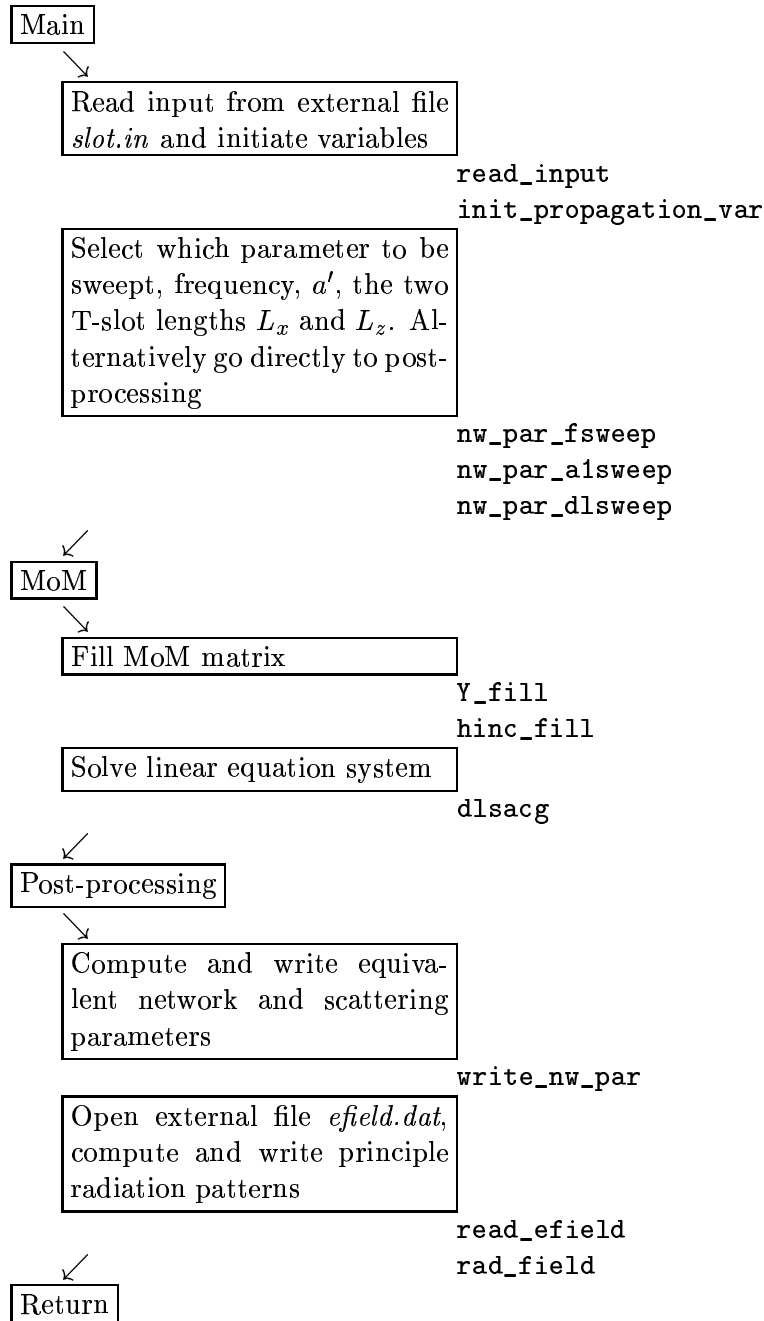 Main
Read input from external file
slot.in and initiate variables
read_input
init_propagation_var
Select which parameter to be
swept, frequency, a′, the two
T-slot lengths Lx and Lz. Al-
ternatively go directly to post-
processing
nw_par_fsweep
nw_par_a1sweep
nw_par_dlsweep
MoM
Fill MoM matrix
Y_fill
hinc_fill
Solve linear equation system
dlsacg
Post-processing
Compute and write equiva-
lent network and scattering
parameters
write_nw_par
Open external file efield.dat,
compute and write principle
radiation patterns
read_efield
rad_field
Return